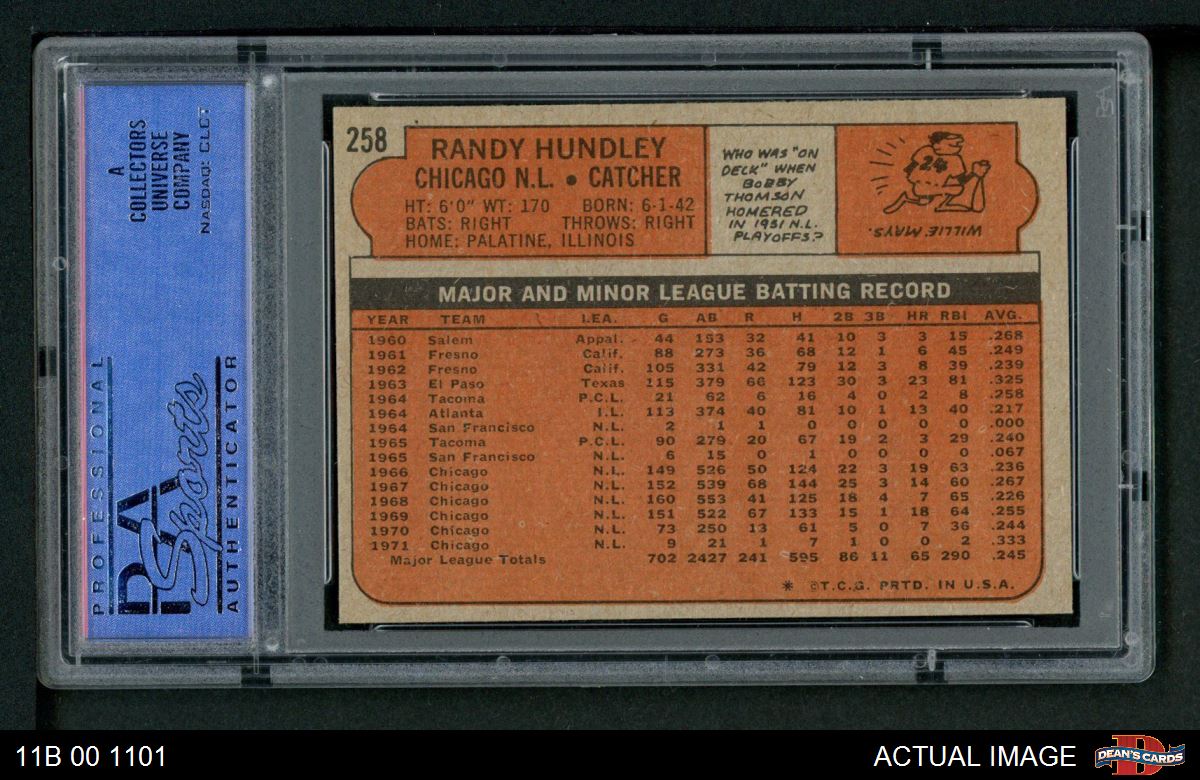 A
COLLECTORS
UNIVERSE
COMPANY
NASDAQ: CLCT
PROFESSIONAL
PSA
Sports
AUTHENTICATOR
PSA
258
RANDY HUNDLEY
CHICAGO N.L. • CATCHER
HT: 6'0" WT: 170 BORN: 6-1-42
BATS: RIGHT THROWS: RIGHT
HOME: PALATINE, ILLINOIS
WHO WAS "ON
DECK" WHEN
BOBBY
THOMSON
HOMERED
IN 1951 N.L.
PLAYOFFS?
24
WILLIE MAYS.
MAJOR AND MINOR LEAGUE BATTING RECORD
YEAR TEAM LEA. G AB R H 2B 3B HR RBI AVG.
1960 Salem Appal. 44 153 32 41 10 3 3 15 .268
1961 Fresno Calif. 88 273 36 68 12 1 6 45 .249
1962 Fresno Calif. 105 331 42 79 12 3 8 39 .239
1963 El Paso Texas 115 379 66 123 30 3 23 81 .325
1964 Tacoma P.C.L. 21 62 6 16 4 0 2 8 .258
1964 Atlanta I.L. 113 374 40 81 10 1 13 40 .217
1964 San Francisco N.L. 2 1 1 0 0 0 0 0 .000
1965 Tacoma P.C.L. 90 279 20 67 19 2 3 29 .240
1965 San Francisco N.L. 6 15 0 1 0 0 0 0 .067
1966 Chicago N.L. 149 526 50 124 22 3 19 63 .236
1967 Chicago N.L. 152 539 68 144 25 3 14 60 .267
1968 Chicago N.L. 160 553 41 125 18 4 7 65 .226
1969 Chicago N.L. 151 522 67 133 15 1 18 64 .255
1970 Chicago N.L. 73 250 13 61 5 0 7 36 .244
1971 Chicago N.L. 9 21 1 7 1 0 0 2 .333
Major League Totals 702 2427 241 595 86 11 65 290 .245
* ©T.C.G. PRTD. IN U.S.A.
11B 00 1101
ACTUAL IMAGE
D
DEAN'S CARDS